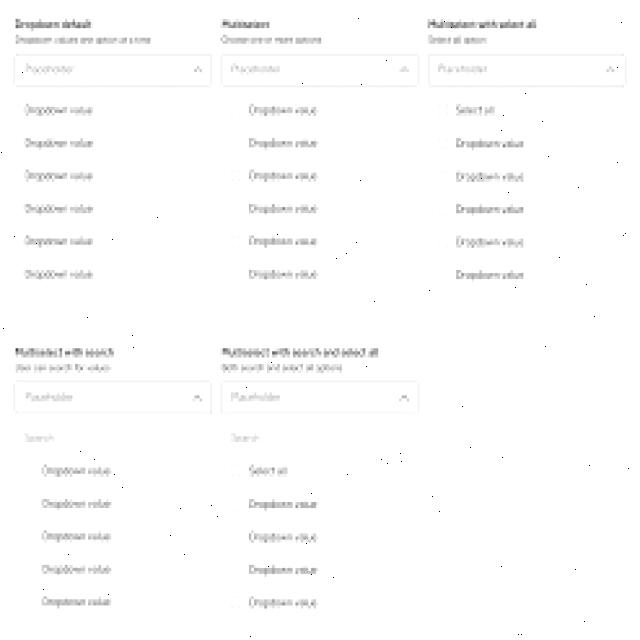 Dropdown default
Dropdown values one option at a time
Placeholder
Dropdown value
Dropdown value
Dropdown value
Dropdown value
Dropdown value
Dropdown value
Multiselect
Choose one or more options
Placeholder
Dropdown value
Dropdown value
Dropdown value
Dropdown value
Dropdown value
Dropdown value
Multiselect with select all
Select all option
Placeholder
Select all
Dropdown value
Dropdown value
Dropdown value
Dropdown value
Dropdown value
Multiselect with search
User can search for values
Placeholder
Search
Dropdown value
Dropdown value
Dropdown value
Dropdown value
Dropdown value
Multiselect with search and select all
Both search and select all options
Placeholder
Search
Select all
Dropdown value
Dropdown value
Dropdown value
Dropdown value